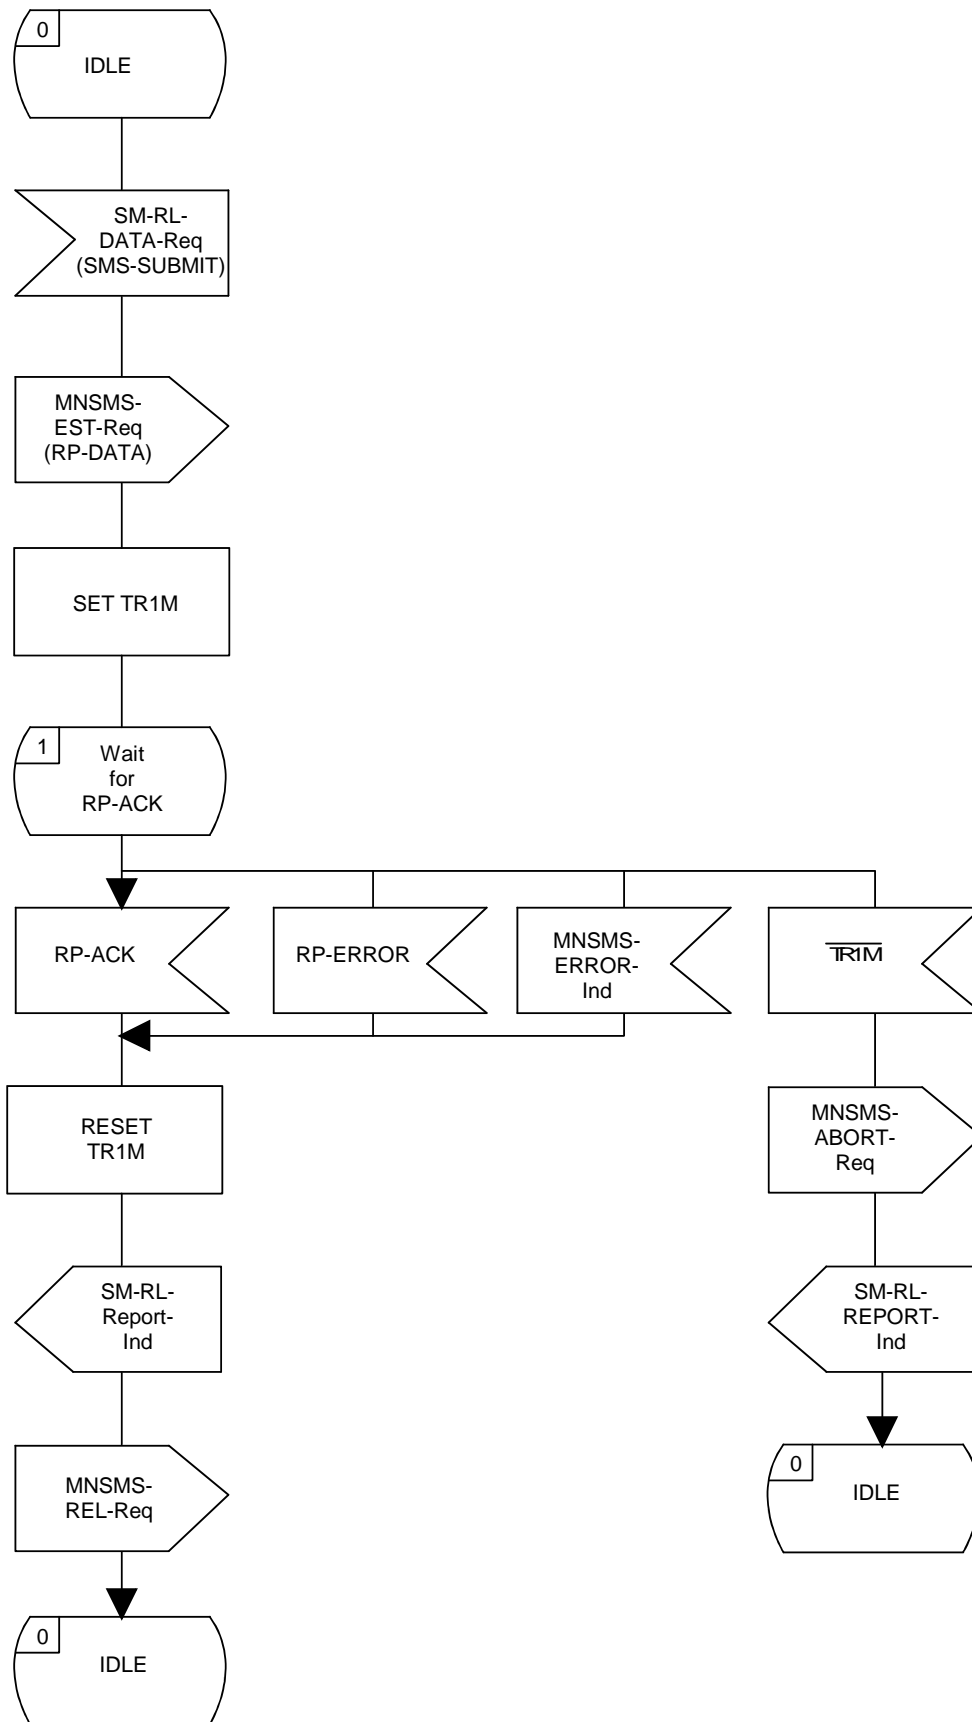 0
IDLE
SM-RL-
DATA-Req
(SMS-SUBMIT)
MNSMS-
EST-Req
(RP-DATA)
SET TR1M
1
Wait
for
RP-ACK
RP-ACK
RP-ERROR
MNSMS-
ERROR-
Ind
TR1M
RESET
TR1M
MNSMS-
ABORT-
Req
SM-RL-
Report-
Ind
SM-RL-
REPORT-
Ind
MNSMS-
REL-Req
0
IDLE
0
IDLE